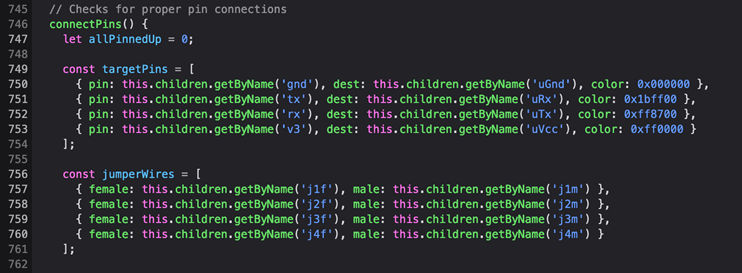 745 // Checks for proper pin connections
746 connectPins() {
747 let allPinnedUp = 0;
748
749 const targetPins = [
750 { pin: this.children.getByName('gnd'), dest: this.children.getByName('uGnd'), color: 0x000000 },
751 { pin: this.children.getByName('tx'), dest: this.children.getByName('uRx'), color: 0x1bff00 },
752 { pin: this.children.getByName('rx'), dest: this.children.getByName('uTx'), color: 0xff8700 },
753 { pin: this.children.getByName('v3'), dest: this.children.getByName('uVcc'), color: 0xff0000 }
754 ];
755
756 const jumperWires = [
757 { female: this.children.getByName('j1f'), male: this.children.getByName('j1m') },
758 { female: this.children.getByName('j2f'), male: this.children.getByName('j2m') },
759 { female: this.children.getByName('j3f'), male: this.children.getByName('j3m') },
760 { female: this.children.getByName('j4f'), male: this.children.getByName('j4m') }
761 ];
762